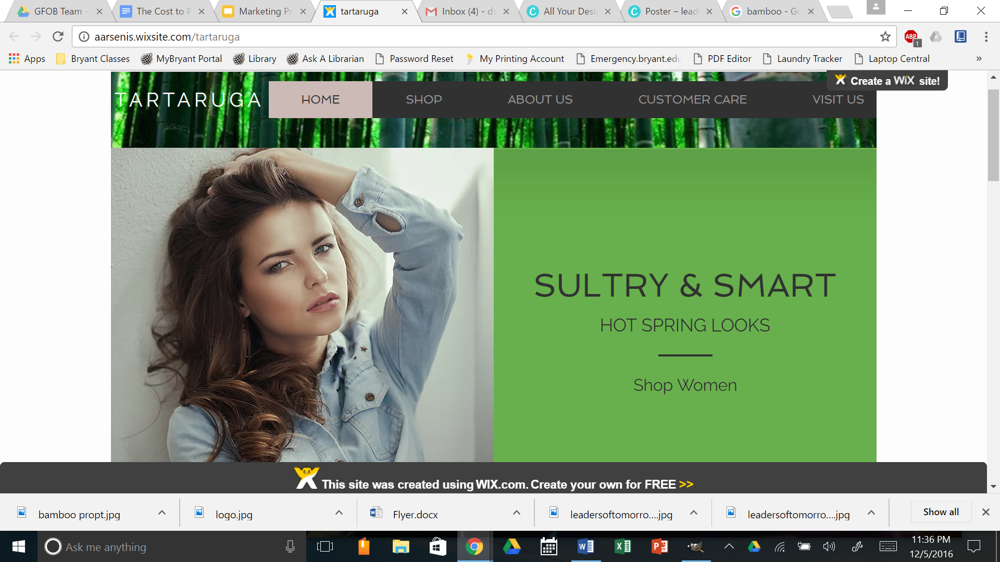 GFOB Team -
The Cost to P
Marketing Pr
tartaruga
Inbox (4) - ds
All Your Desi
Poster – lead
bamboo - Go
aarsenis.wixsite.com/tartaruga
ABP
1
Apps
Bryant Classes
MyBryant Portal
Library
Ask A Librarian
Password Reset
My Printing Account
Emergency.bryant.edu
PDF Editor
Laundry Tracker
Laptop Central
»
Create a WiX site!
TARTARUGA
HOME
SHOP
ABOUT US
CUSTOMER CARE
VISIT US
SULTRY & SMART
HOT SPRING LOOKS
Shop Women
This site was created using WIX.com. Create your own for FREE >>
bamboo propt.jpg
logo.jpg
Flyer.docx
leadersoftomorro....jpg
leadersoftomorro....jpg
Show all
Ask me anything
11:36 PM
12/5/2016